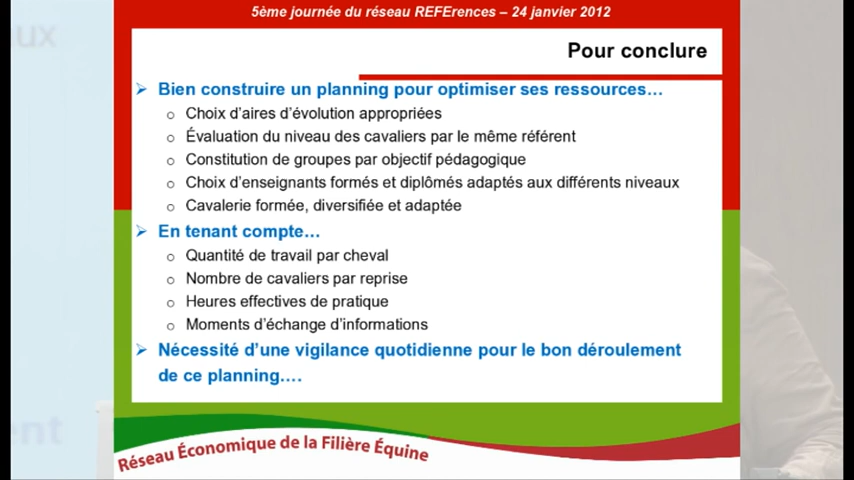 5ème journée du réseau REFErences – 24 janvier 2012
Pour conclure
Bien construire un planning pour optimiser ses ressources…
Choix d'aires d'évolution appropriées
Évaluation du niveau des cavaliers par le même référent
Constitution de groupes par objectif pédagogique
Choix d'enseignants formés et diplômés adaptés aux différents niveaux
Cavalerie formée, diversifiée et adaptée
En tenant compte…
Quantité de travail par cheval
Nombre de cavaliers par reprise
Heures effectives de pratique
Moments d'échange d'informations
Nécessité d'une vigilance quotidienne pour le bon déroulement
de ce planning….
Réseau Économique de la Filière Équine